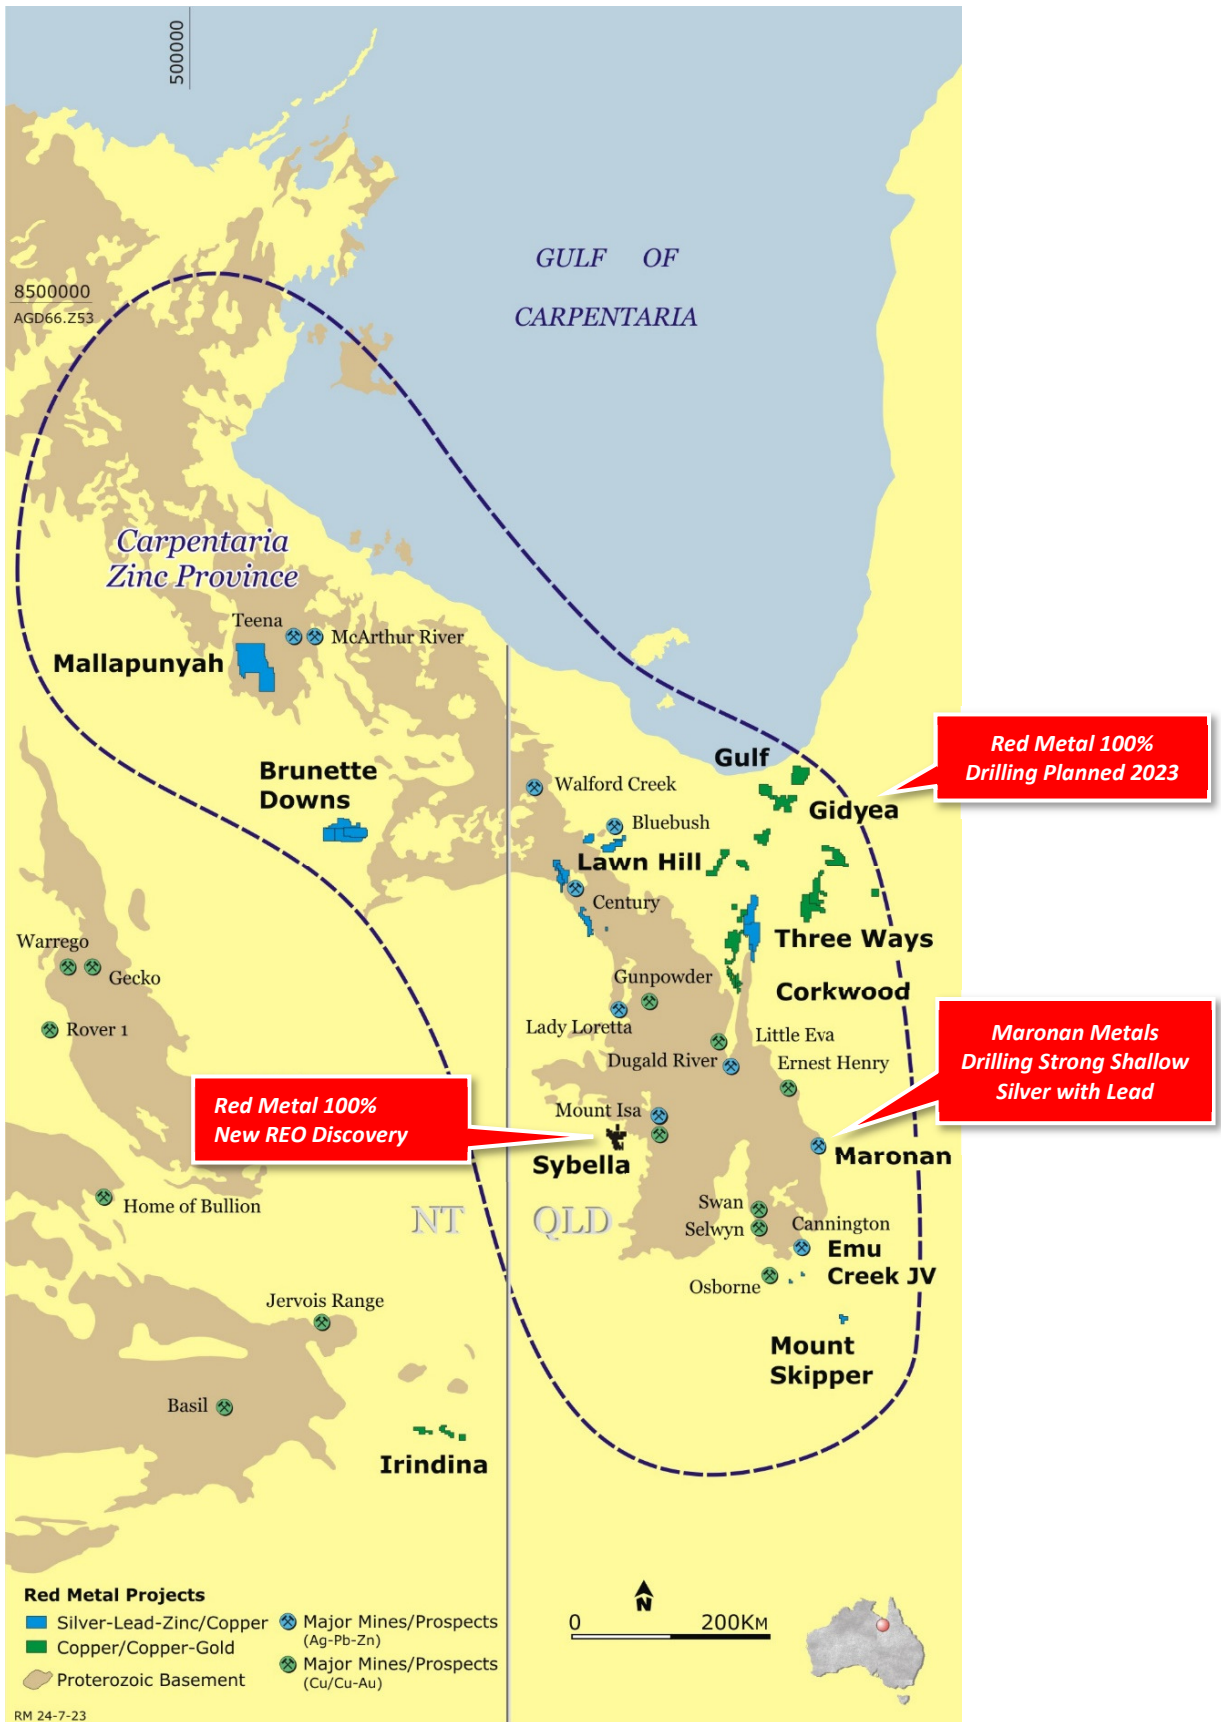 500000
GULF OF
CARPENTARIA
8500000
AGD66.Z53
Carpentaria
Zinc Province
Teena
McArthur River
Mallapunyah
Red Metal 100%
Drilling Planned 2023
Gulf
Brunette
Downs
Walford Creek
Gidyea
Bluebush
Lawn Hill
Century
Three Ways
Warrego
Gecko
Gunpowder
Corkwood
Rover 1
Lady Loretta
Little Eva
Dugald River
Ernest Henry
Maronan Metals
Drilling Strong Shallow
Silver with Lead
Red Metal 100%
New REO Discovery
Mount Isa
Sybella
Maronan
Home of Bullion
NT
QLD
Swan
Selwyn
Cannington
Emu
Creek JV
Osborne
Jervois Range
Mount
Skipper
Basil
Irindina
Red Metal Projects
Silver-Lead-Zinc/Copper
Copper/Copper-Gold
Proterozoic Basement
Major Mines/Prospects
(Ag-Pb-Zn)
Major Mines/Prospects
(Cu/Cu-Au)
N
0 200KM
RM 24-7-23